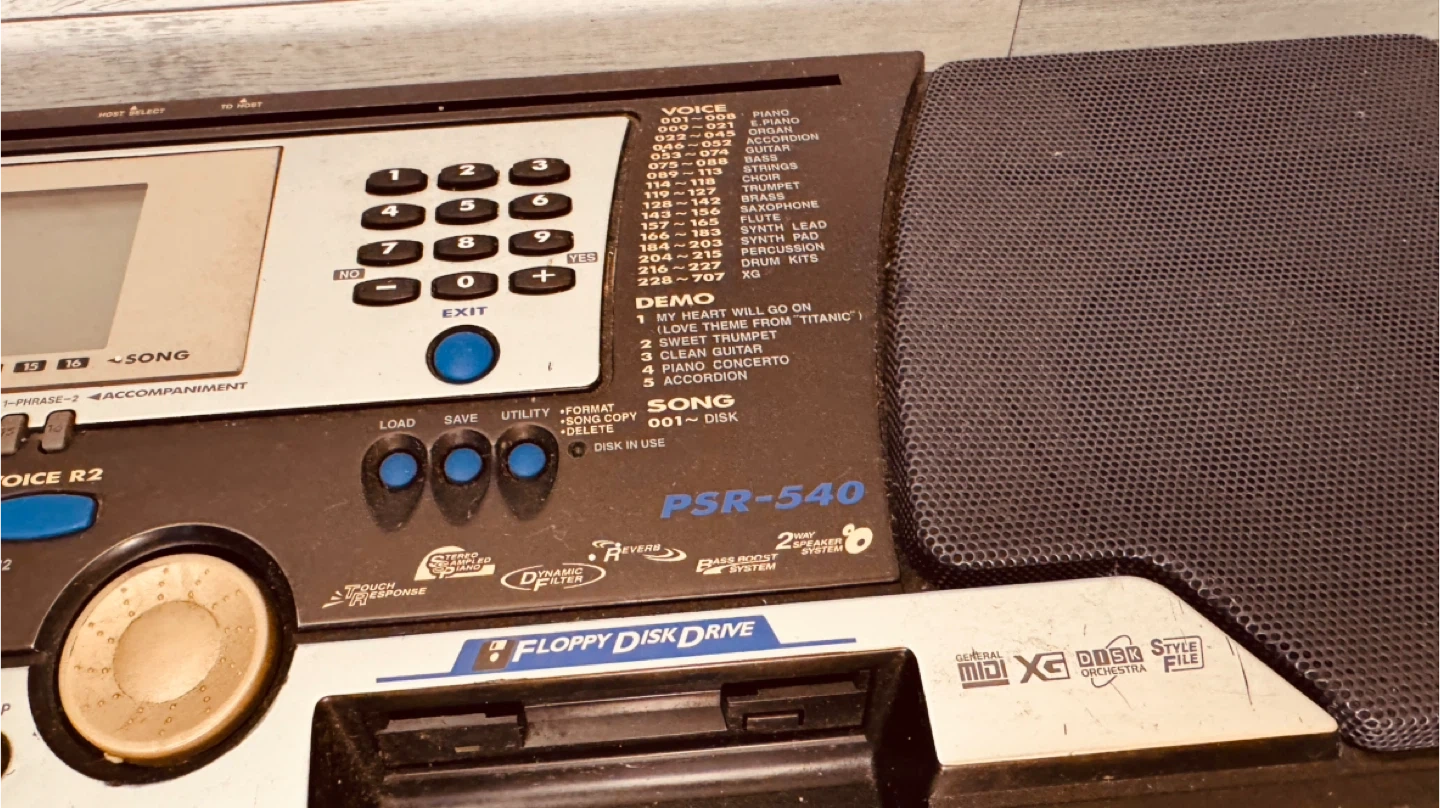 HOST SELECT
TO HOST
VOICE
001~008 PIANO
009~021 E.PIANO
022~045 ORGAN
046~052 ACCORDION
053~074 GUITAR
075~088 BASS
089~113 STRINGS
114~118 CHOIR
119~127 TRUMPET
128~142 BRASS
143~156 SAXOPHONE
157~165 FLUTE
166~183 SYNTH LEAD
184~203 SYNTH PAD
204~215 PERCUSSION
216~227 DRUM KITS
228~707 XG
1 2 3
4 5 6
7 8 9
NO - 0 + YES
EXIT
DEMO
1 MY HEART WILL GO ON
(LOVE THEME FROM "TITANIC")
2 SWEET TRUMPET
3 CLEAN GUITAR
4 PIANO CONCERTO
5 ACCORDION
SONG
001~ DISK
15 16 SONG
1-PHRASE-2 ACCOMPANIMENT
LOAD SAVE UTILITY
•FORMAT
•SONG COPY
•DELETE
DISK IN USE
VOICE R2
PSR-540
TOUCH RESPONSE
STEREO SAMPLED PIANO
DYNAMIC FILTER
REVERB
BASS BOOST SYSTEM
2WAY SPEAKER SYSTEM
FLOPPY DISK DRIVE
GENERAL MIDI
XG
DISK ORCHESTRA
STYLE FILE